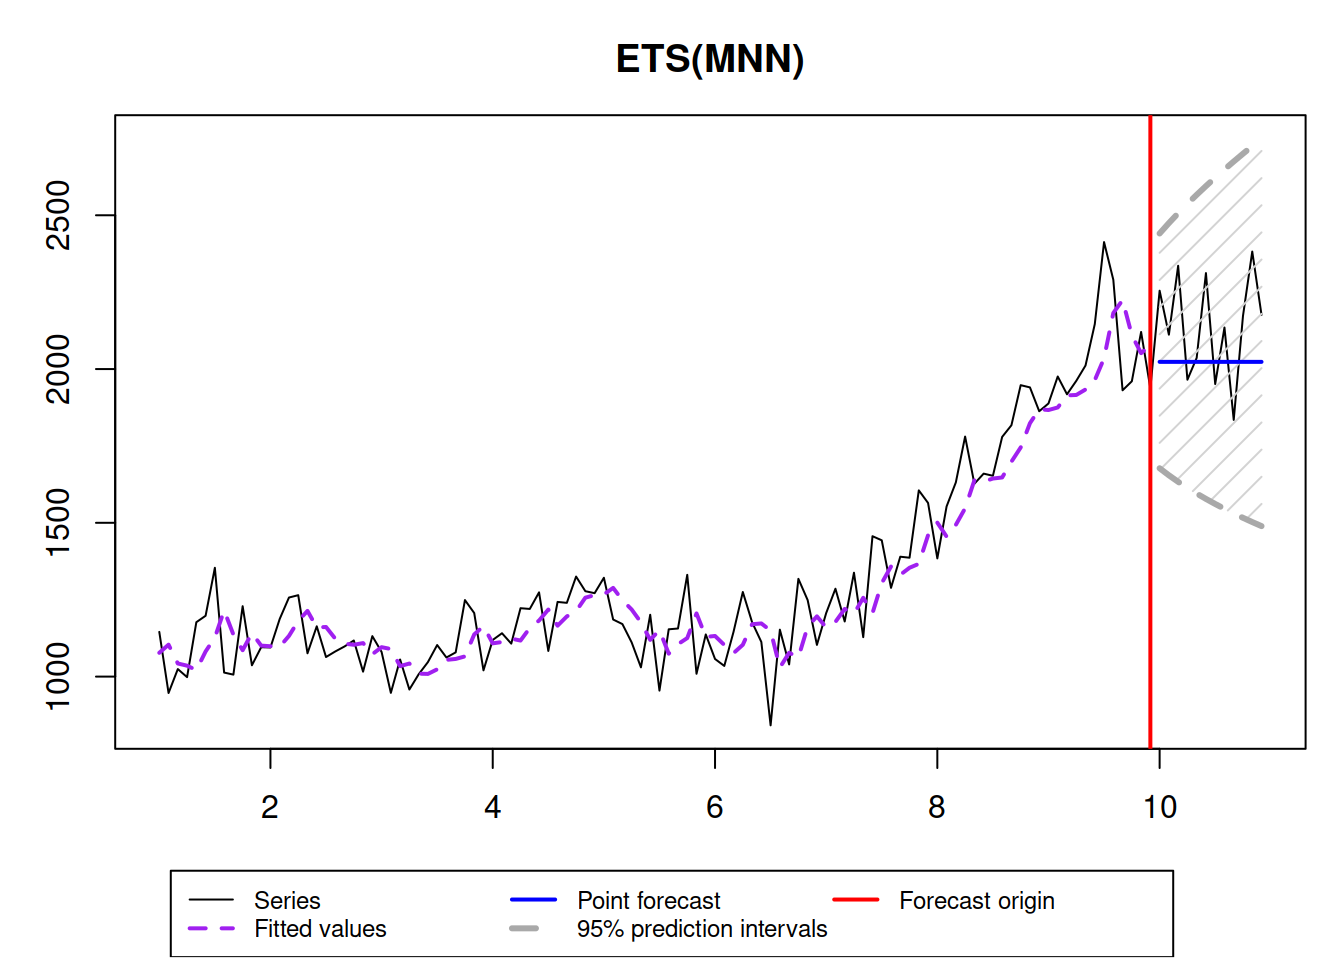 ETS(MNN)
2500
2000
1500
1000
2 4 6 8 10
Series Point forecast Forecast origin
Fitted values 95% prediction intervals